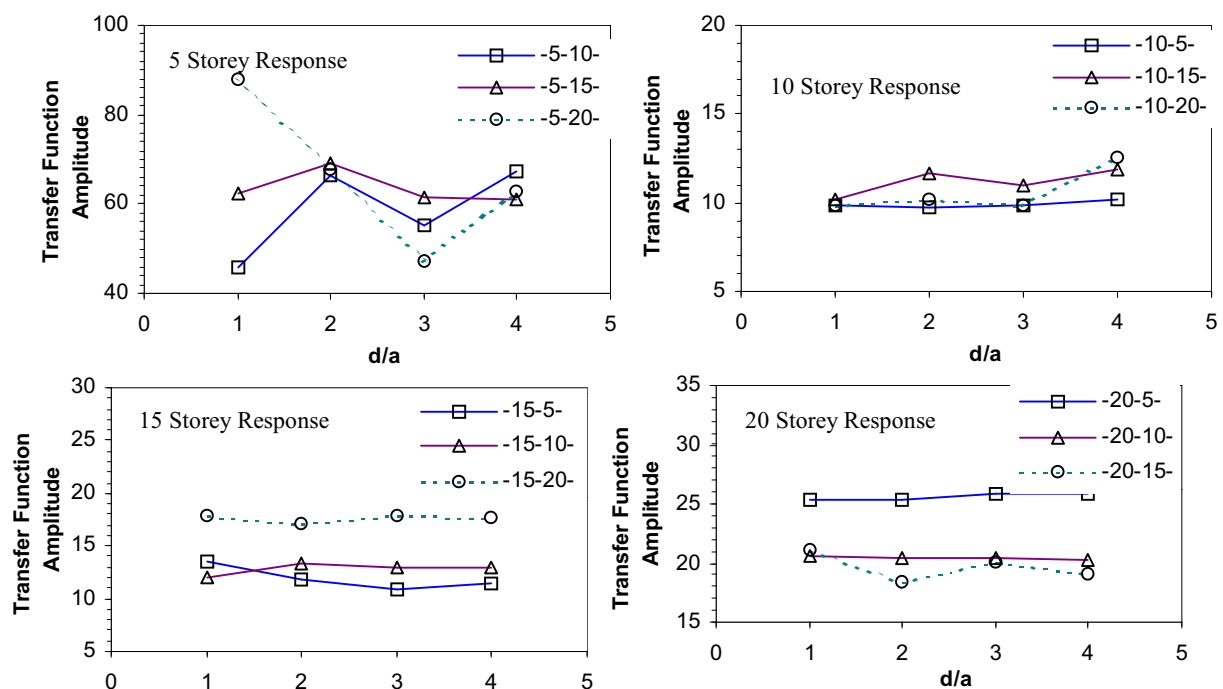 5 Storey Response
-5-10-
-5-15-
-5-20-
Transfer Function
Amplitude
100
80
60
40
0 1 2 3 4 5
d/a
10 Storey Response
-10-5-
-10-15-
-10-20-
Transfer Function
Amplitude
20
15
10
5
0 1 2 3 4 5
d/a
15 Storey Response
-15-5-
-15-10-
-15-20-
Transfer Function
Amplitude
30
25
20
15
10
5
0 1 2 3 4 5
20 Storey Response
-20-5-
-20-10-
-20-15-
Transfer Function
Amplitude
35
30
25
20
15
0 1 2 3 4 5
d/a